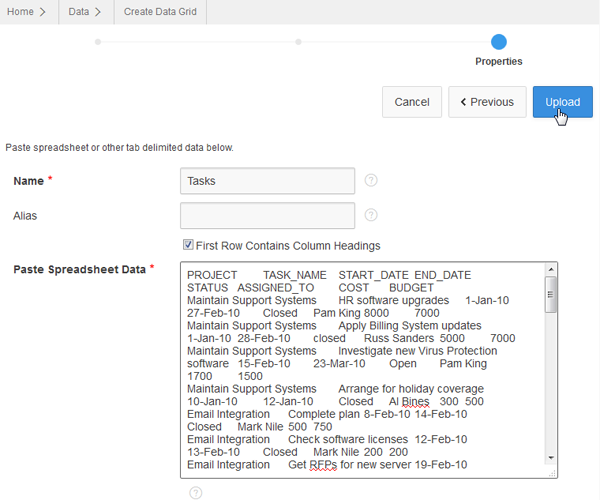 Home > Data > Create Data Grid
Properties
Cancel < Previous Upload
Paste spreadsheet or other tab delimited data below.
Name * Tasks ?
Alias ?
First Row Contains Column Headings
Paste Spreadsheet Data *
PROJECT TASK_NAME START_DATE END_DATE
STATUS ASSIGNED_TO COST BUDGET
Maintain Support Systems HR software upgrades 1-Jan-10
27-Feb-10 Closed Pam King 8000 7000
Maintain Support Systems Apply Billing System updates
1-Jan-10 28-Feb-10 closed Russ Sanders 5000 7000
Maintain Support Systems Investigate new Virus Protection
software 15-Feb-10 23-Mar-10 Open Pam King
1700 1500
Maintain Support Systems Arrange for holiday coverage
10-Jan-10 12-Jan-10 Closed Al Bines 300 500
Email Integration Complete plan 8-Feb-10 14-Feb-10
Closed Mark Nile 500 750
Email Integration Check software licenses 12-Feb-10
13-Feb-10 Closed Mark Nile 200 200
Email Integration Get RFPs for new server 19-Feb-10
?